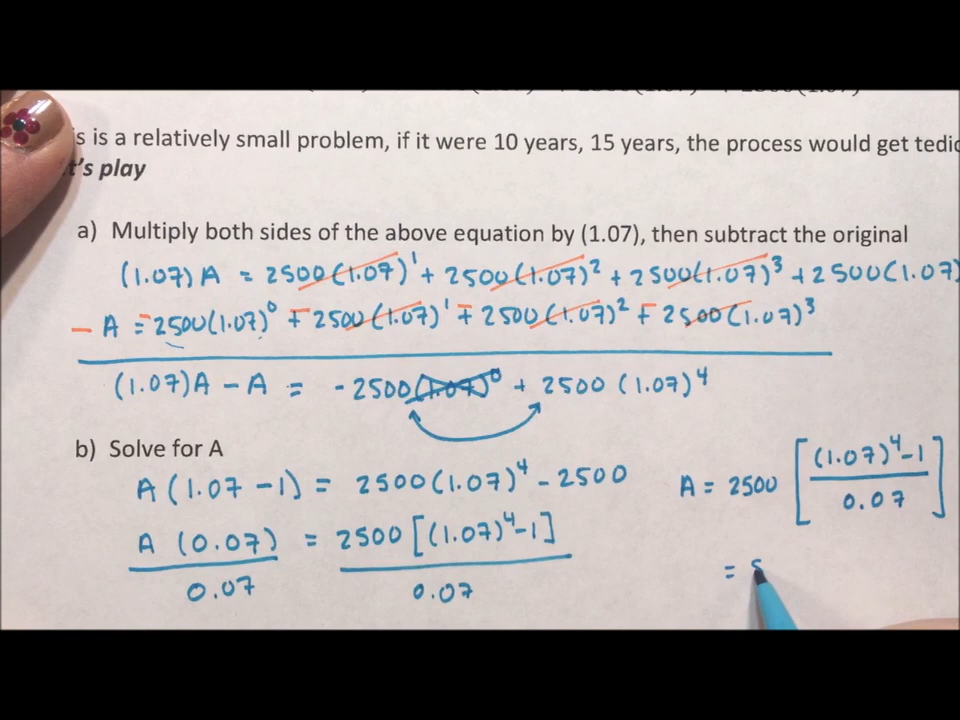 s is a relatively small problem, if it were 10 years, 15 years, the process would get tedic
t's play
a) Multiply both sides of the above equation by (1.07), then subtract the original
(1.07)A = 2500(1.07)¹ + 2500(1.07)² + 2500(1.07)³ + 2500(1.07)
- A = 2500(1.07)⁰ + 2500(1.07)¹ + 2500(1.07)² + 2500(1.07)³
(1.07)A - A = -2500(1.07)⁰ + 2500(1.07)⁴
b) Solve for A
A(1.07-1) = 2500(1.07)⁴ - 2500
A(0.07) = 2500[(1.07)⁴-1]
0.07 0.07
A = 2500 [(1.07)⁴-1
0.07]
=